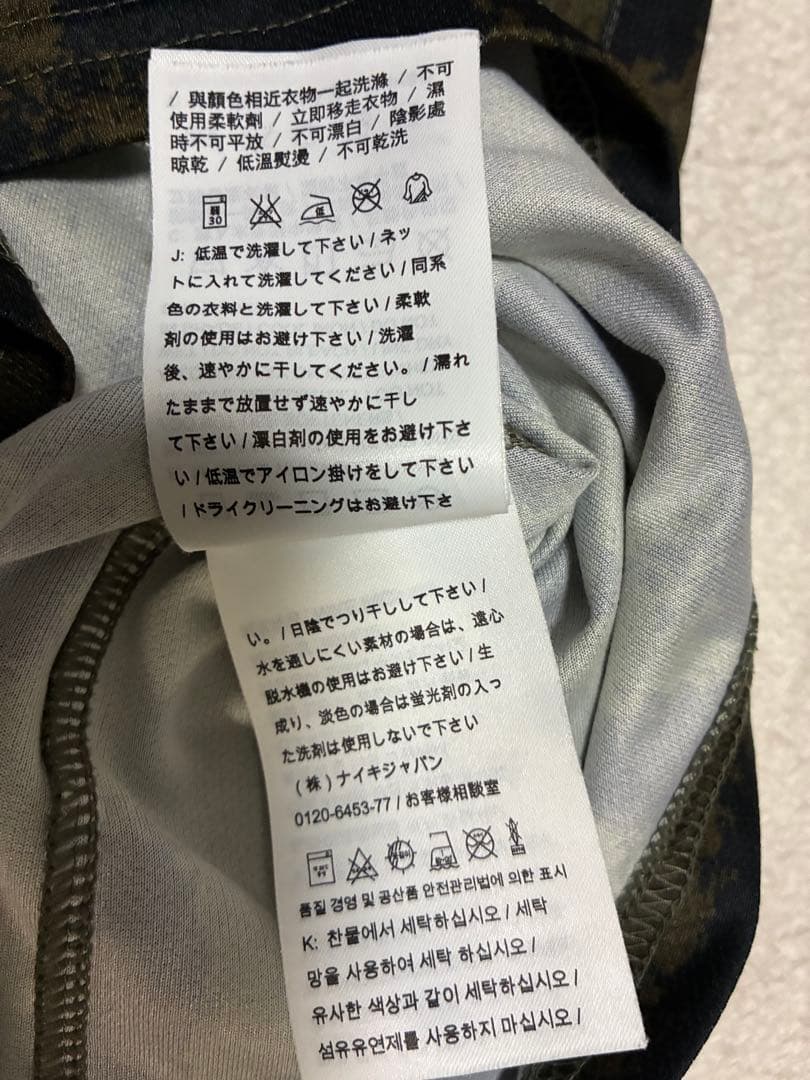 / 與顏色相近衣物一起洗滌 / 不可
使用柔軟劑 / 立即移走衣物 / 濕
時不可平放 / 不可漂白 / 陰影處
晾乾 / 低溫熨燙 / 不可乾洗
弱
30
低
J: 低温で洗濯して下さい / ネッ
トに入れて洗濯してください / 同系
色の衣料と洗濯して下さい / 柔軟
剤の使用はお避け下さい / 洗濯
後、速やかに干してください。 / 濡れ
たままで放置せず速やかに干し
て下さい / 漂白剤の使用をお避け下さ
い / 低温でアイロン掛けをして下さい
/ ドライクリーニングはお避け下さ
い。 / 日陰でつり干しして下さい /
水を通しにくい素材の場合は、遠心
脱水機の使用はお避け下さい / 生
成り、淡色の場合は蛍光剤の入っ
た洗剤は使用しないで下さい
(株) ナイキジャパン
0120-6453-77 / お客様相談室
품질 경영 및 공산품 안전관리법에 의한 표시
K: 찬물에서 세탁하십시오 / 세탁
망을 사용하여 세탁 하십시오 /
유사한 색상과 같이 세탁하십시오 /
섬유유연제를 사용하지 마십시오 /